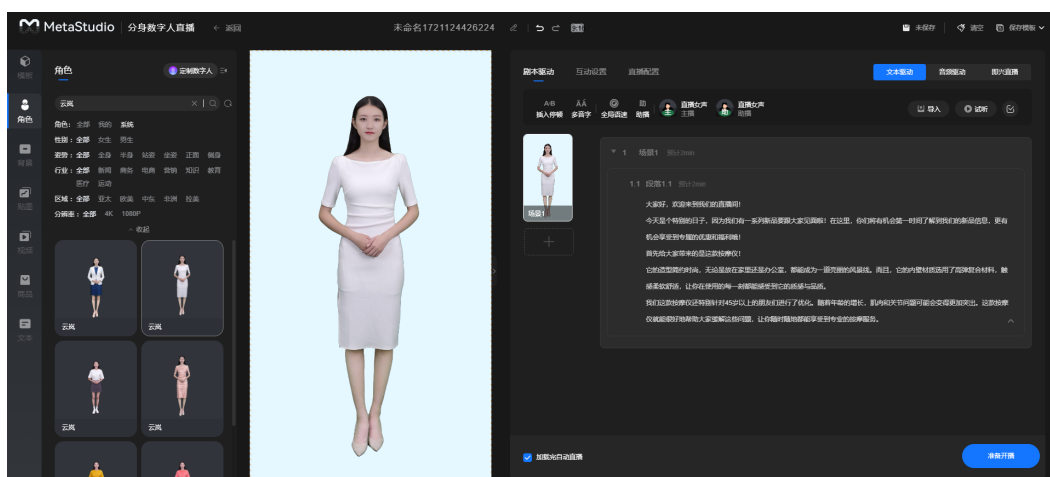 MetaStudio 分身数字人直播 ← 返回 未命名1721124426224 未保存 清空 保存模板
模板
角色
背景
贴图
视频
商品
文本
角色 定制数字人
云岚
角色: 全部 我的 系统
性别: 全部 女生 男生
姿势: 全部 全身 半身 站姿 坐姿 正面 侧身
行业: 全部 新闻 商务 电商 营销 知识 教育
医疗 运动
区域: 全部 亚太 欧美 中东 非洲 拉美
分辨率: 全部 4K 1080P
收起
云岚 云岚
云岚 云岚
剧本驱动 互动设置 直播配置 文本驱动 音频驱动 即兴直播
插入停顿 多音字 全局语速 助播 直播女声 主播 直播女声 助播 导入 试听
场景1
1 场景1 预计2min
1.1 段落1.1 预计2min
大家好，欢迎来到我们的直播间!
今天是个特别的日子，因为我们有一系列新品要跟大家见面啦! 在这里，你们将有机会第一时间了解到我们的新品信息，更有
机会享受到专属的优惠和福利哦!
首先给大家带来的是这款按摩仪!
它的造型简约时尚，无论是放在家里还是办公室，都能成为一道亮丽的风景线。而且，它的内壁材质选用了高弹复合材料，触
感柔软舒适，让你在使用的每一刻都能感受到它的质感与品质。
我们这款按摩仪还特别针对45岁以上的朋友们进行了优化。随着年龄的增长，肌肉和关节问题可能会变得更加突出。这款按摩
仪就能很好地帮助大家缓解这些问题，让你随时随地都能享受到专业的按摩服务。
加载完自动直播 准备开播